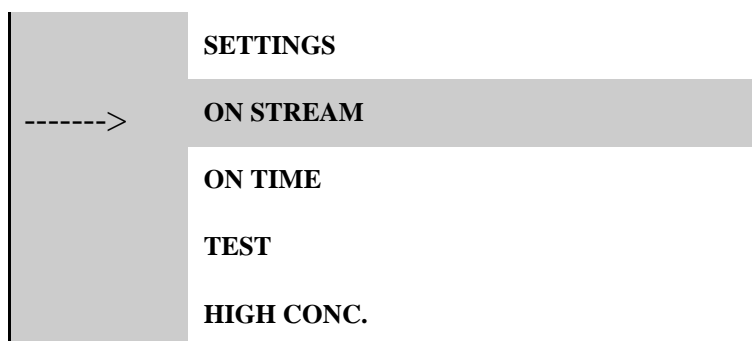 SETTINGS
-------> ON STREAM
ON TIME
TEST
HIGH CONC.